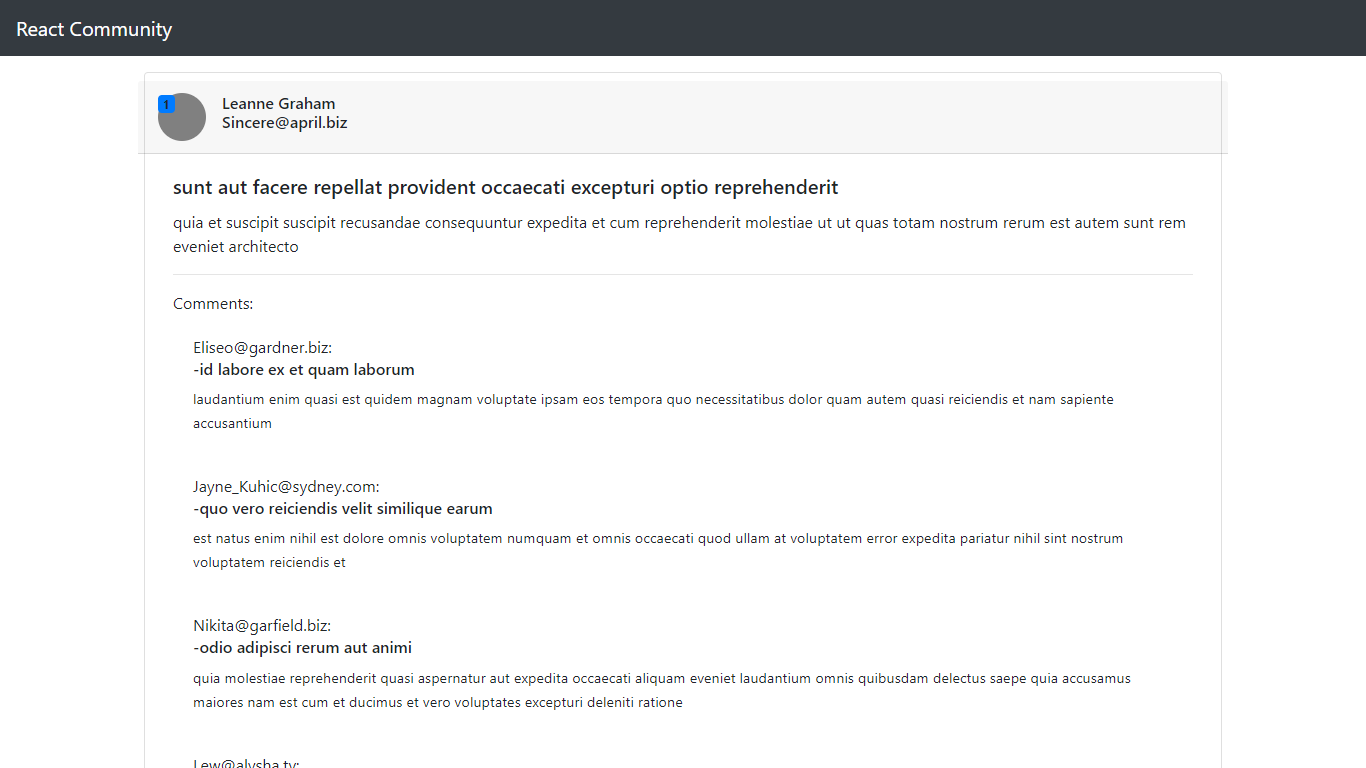 React Community
1
Leanne Graham
Sincere@april.biz
sunt aut facere repellat provident occaecati excepturi optio reprehenderit
quia et suscipit suscipit recusandae consequuntur expedita et cum reprehenderit molestiae ut ut quas totam nostrum rerum est autem sunt rem
eveniet architecto
Comments:
Eliseo@gardner.biz:
-id labore ex et quam laborum
laudantium enim quasi est quidem magnam voluptate ipsam eos tempora quo necessitatibus dolor quam autem quasi reiciendis et nam sapiente
accusantium
Jayne_Kuhic@sydney.com:
-quo vero reiciendis velit similique earum
est natus enim nihil est dolore omnis voluptatem numquam et omnis occaecati quod ullam at voluptatem error expedita pariatur nihil sint nostrum
voluptatem reiciendis et
Nikita@garfield.biz:
-odio adipisci rerum aut animi
quia molestiae reprehenderit quasi aspernatur aut expedita occaecati aliquam eveniet laudantium omnis quibusdam delectus saepe quia accusamus
maiores nam est cum et ducimus et vero voluptates excepturi deleniti ratione
Lew@alysha.tv: